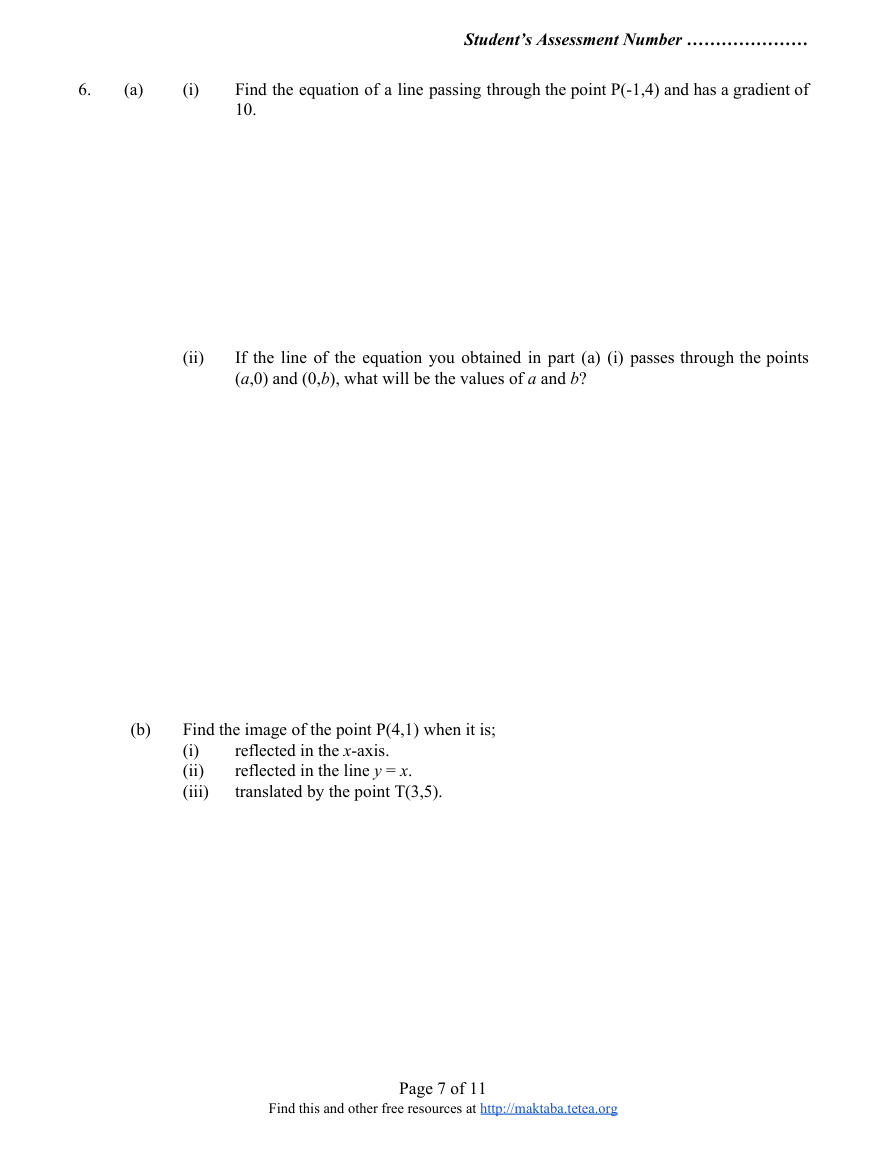 Student’s Assessment Number …………………
6. (a) (i) Find the equation of a line passing through the point P(-1,4) and has a gradient of
10.
(ii) If the line of the equation you obtained in part (a) (i) passes through the points
(a,0) and (0,b), what will be the values of a and b?
(b) Find the image of the point P(4,1) when it is;
(i) reflected in the x-axis.
(ii) reflected in the line y = x.
(iii) translated by the point T(3,5).
Page 7 of 11
Find this and other free resources at http://maktaba.tetea.org